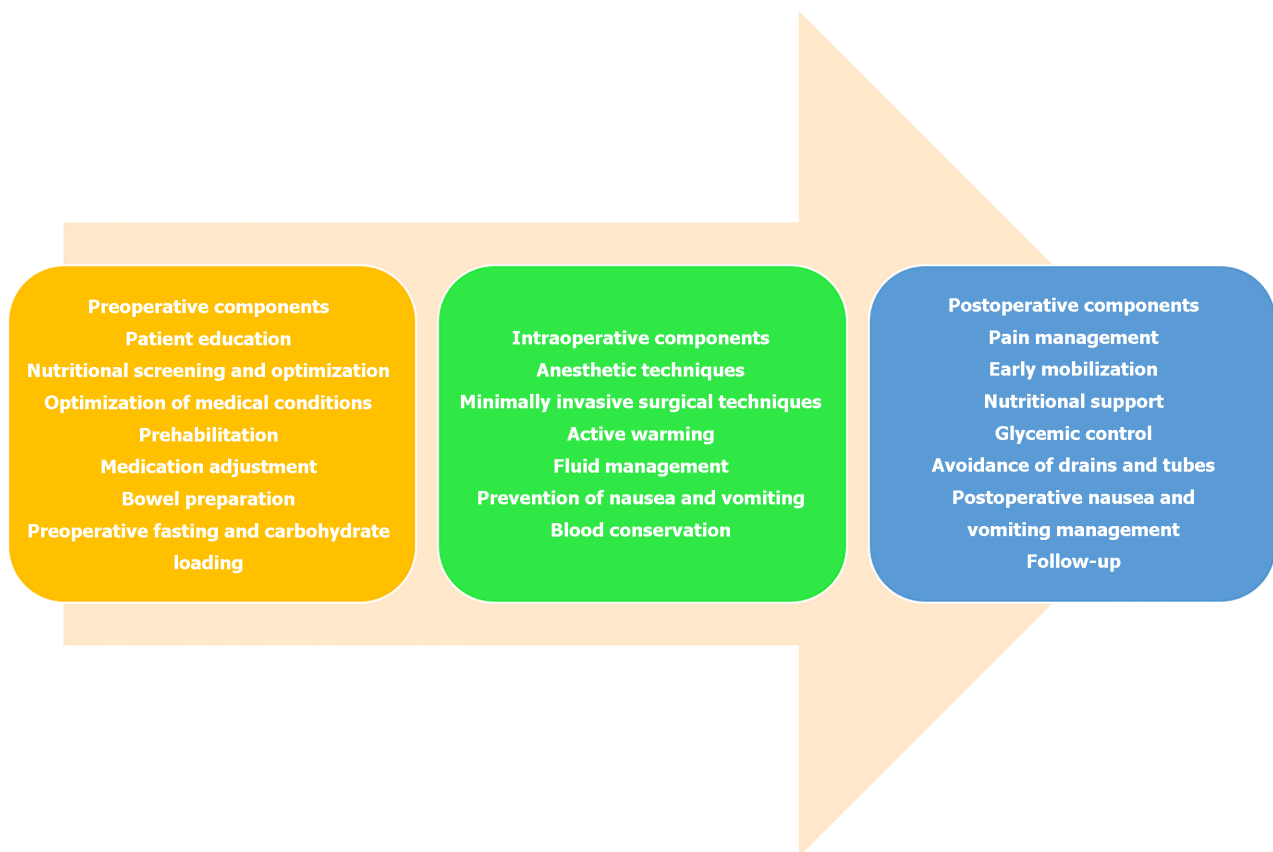 Preoperative components
Patient education
Nutritional screening and optimization
Optimization of medical conditions
Prehabilitation
Medication adjustment
Bowel preparation
Preoperative fasting and carbohydrate
loading
Intraoperative components
Anesthetic techniques
Minimally invasive surgical techniques
Active warming
Fluid management
Prevention of nausea and vomiting
Blood conservation
Postoperative components
Pain management
Early mobilization
Nutritional support
Glycemic control
Avoidance of drains and tubes
Postoperative nausea and
vomiting management
Follow-up